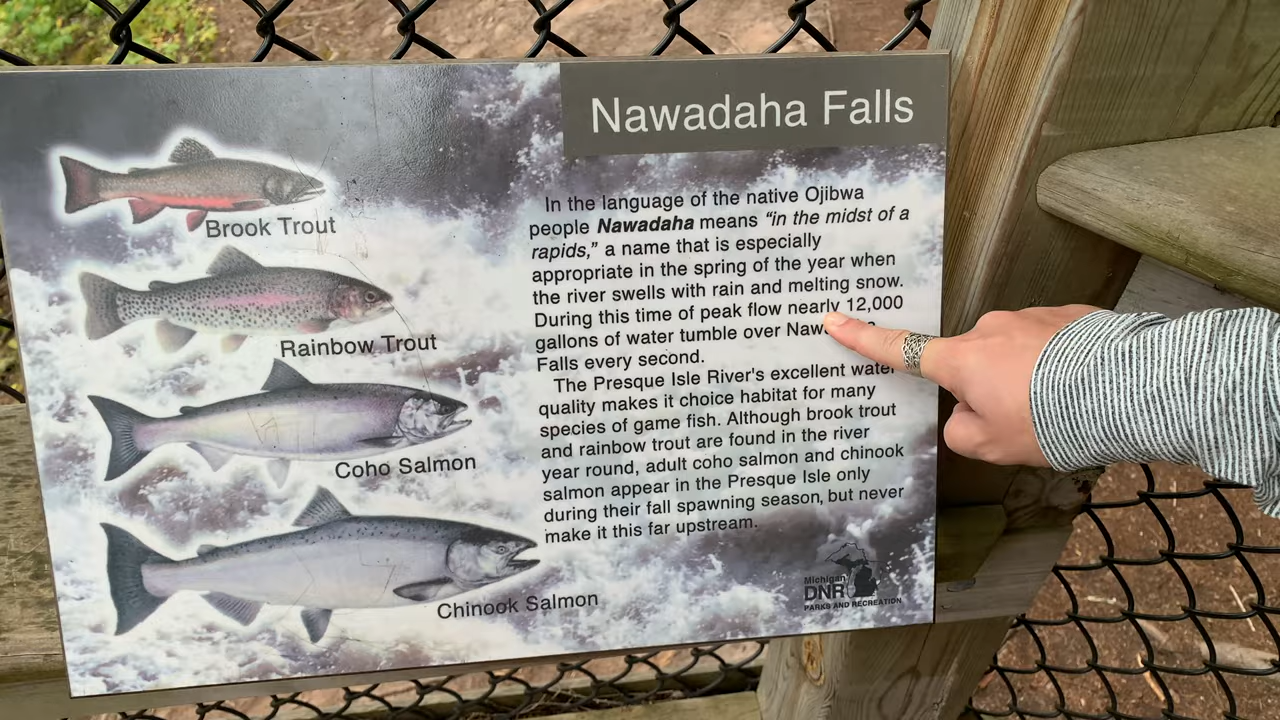 Nawadaha Falls
Brook Trout
Rainbow Trout
Coho Salmon
Chinook Salmon
In the language of the native Ojibwa
people Nawadaha means "in the midst of a
rapids," a name that is especially
appropriate in the spring of the year when
the river swells with rain and melting snow.
During this time of peak flow nearly 12,000
gallons of water tumble over
Falls every second.
The Presque Isle River's excellent water
quality makes it choice habitat for many
species of game fish. Although brook trout
and rainbow trout are found in the river
year round, adult coho salmon and chinook
salmon appear in the Presque Isle only
during their fall spawning season, but never
make it this far upstream.
Michigan
DNR
PARKS AND RECREATION